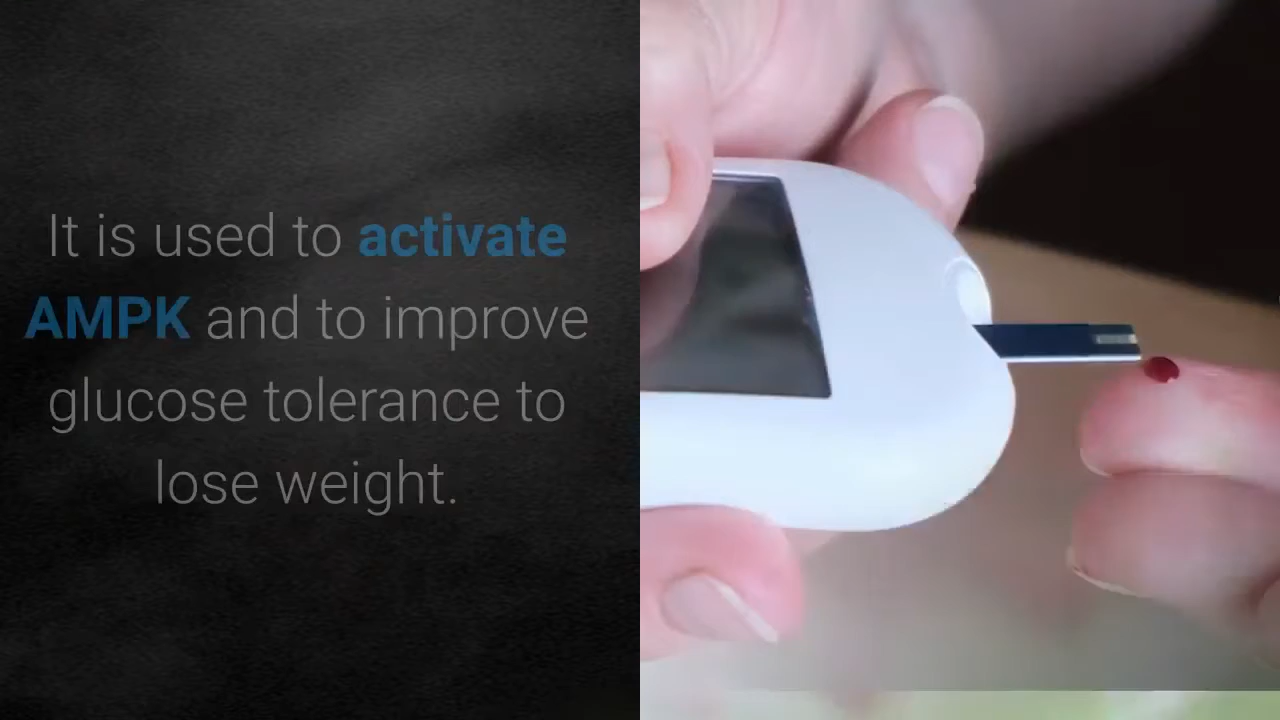 It is used to activate
AMPK and to improve
glucose tolerance to
lose weight.